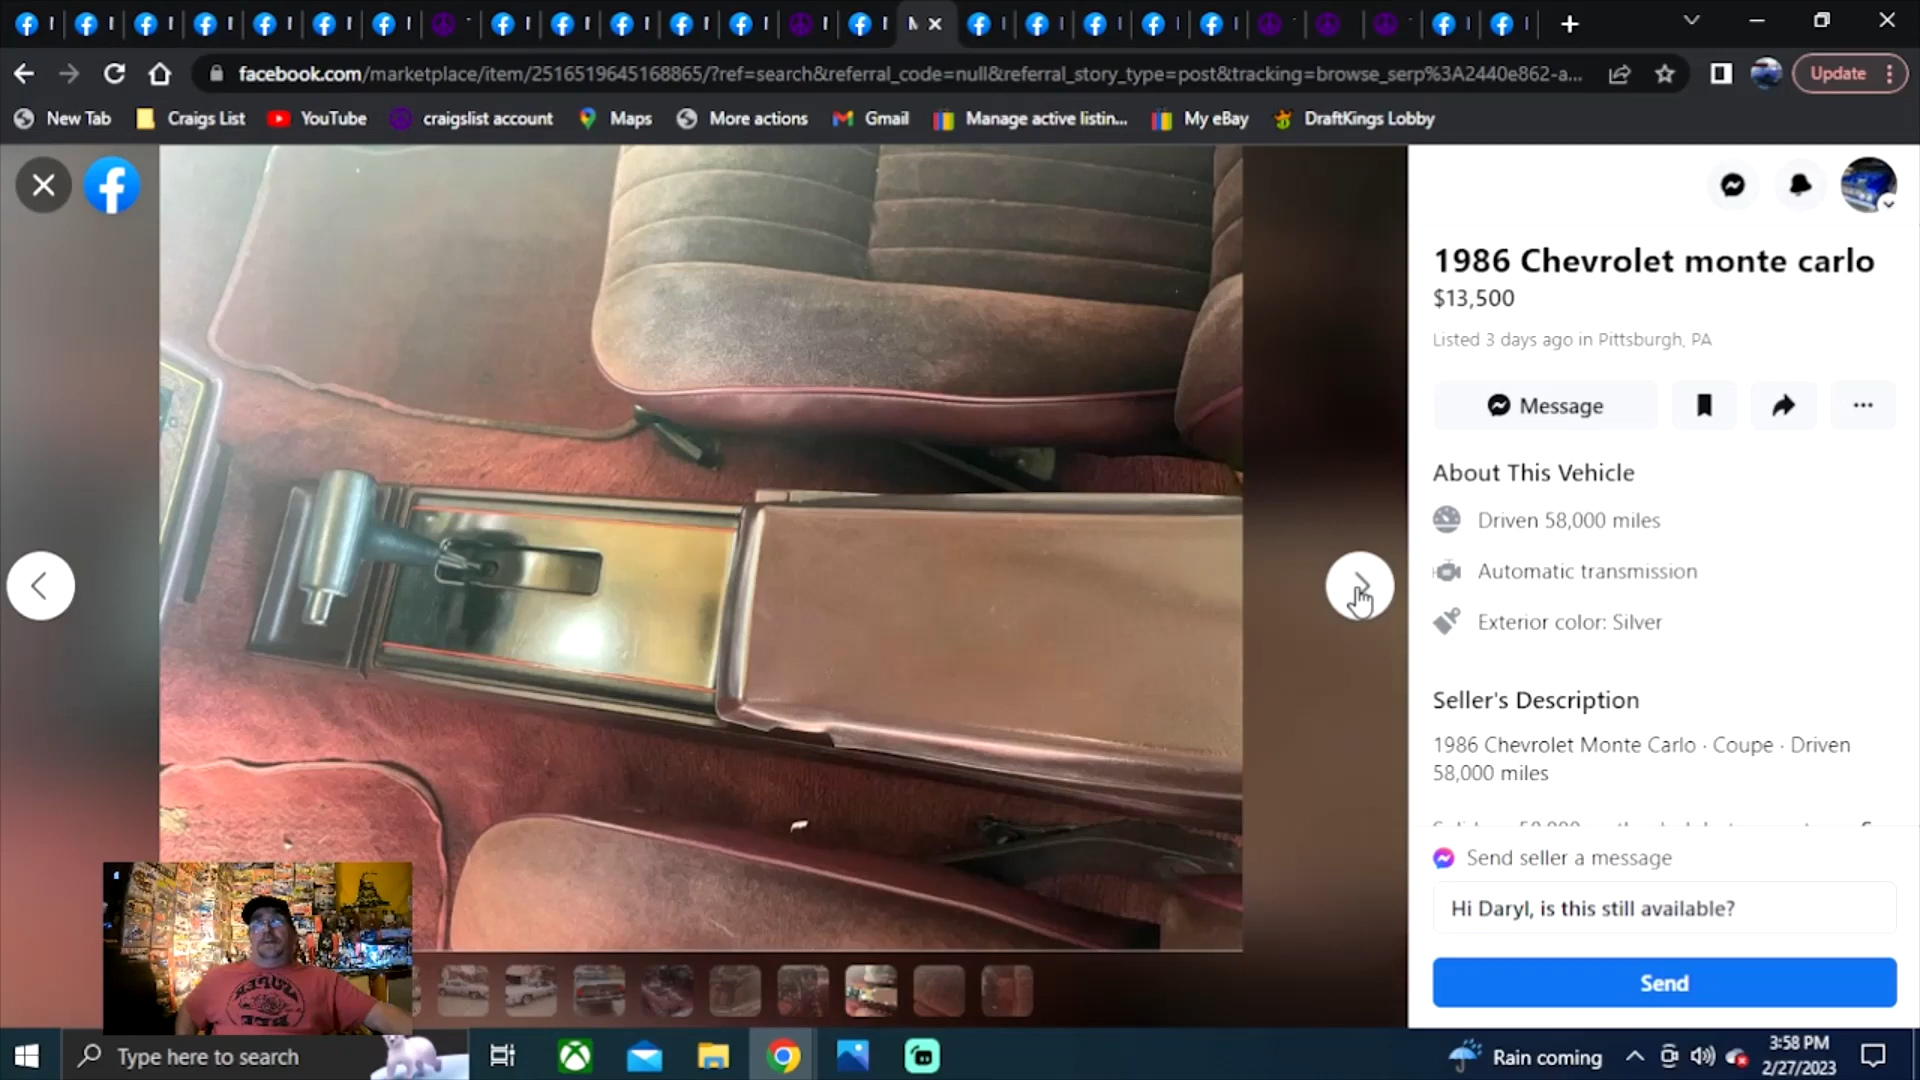 facebook.com/marketplace/item/2516519645168865/?ref=search&referral_code=null&referral_story_type=post&tracking=browse_serp%3A2440e862-a...
Update
New Tab
Craigs List
YouTube
craigslist account
Maps
More actions
Gmail
Manage active listin...
My eBay
DraftKings Lobby
1986 Chevrolet monte carlo
$13,500
Listed 3 days ago in Pittsburgh, PA
Message
About This Vehicle
Driven 58,000 miles
Automatic transmission
Exterior color: Silver
Seller's Description
1986 Chevrolet Monte Carlo · Coupe · Driven
58,000 miles
Send seller a message
Hi Daryl, is this still available?
Send
Type here to search
Rain coming
3:58 PM
2/27/2023